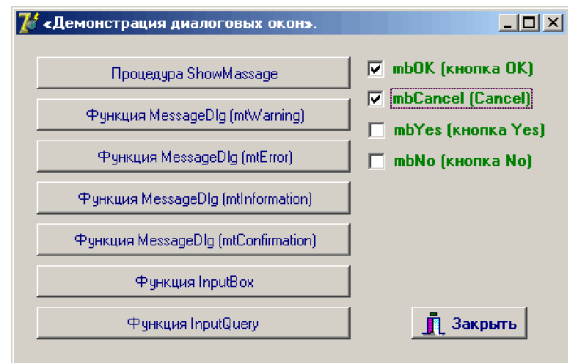 «Демонстрация диалоговых окон».
Процедура ShowMassage
Функция MessageDlg (mtWarning)
Функция MessageDlg (mtError)
Функция MessageDlg (mtInformation)
Функция MessageDlg (mtConfirmation)
Функция InputBox
Функция InputQuery
mbOK (кнопка OK)
mbCancel (Cancel)
mbYes (кнопка Yes)
mbNo (кнопка No)
Закрыть